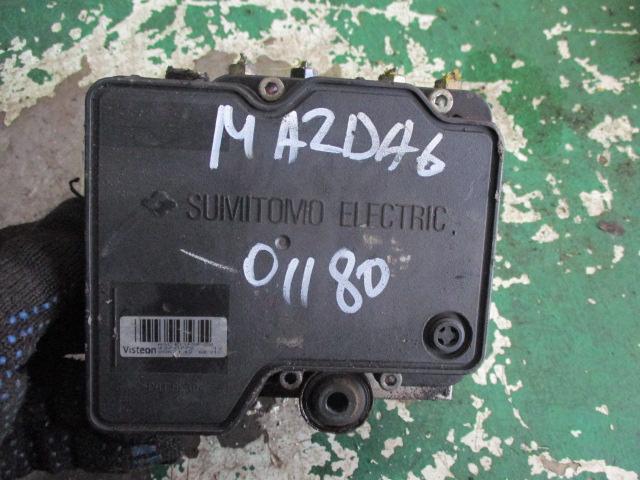 MAZDA6
SUMITOMO ELECTRIC
01180
Visteon